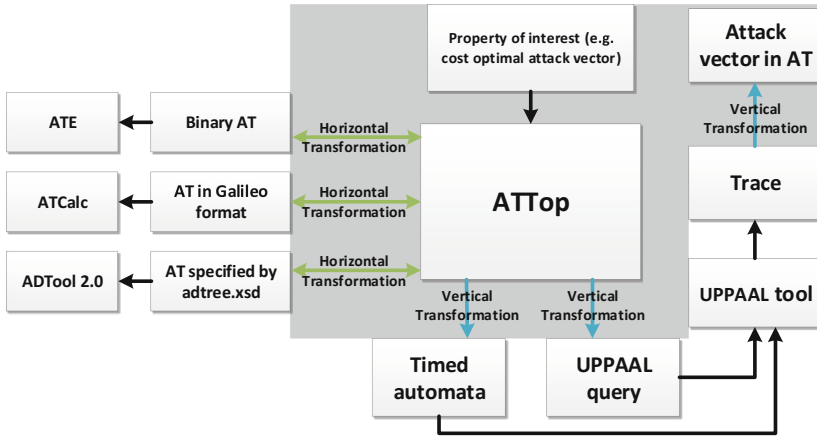 Property of interest (e.g.
cost optimal attack vector)
Attack
vector in AT
ATE
Binary AT
Horizontal
Transformation
Vertical
Transformation
ATCalc
AT in Galileo
format
Horizontal
Transformation
ATTop
Trace
ADTool 2.0
AT specified by
adtree.xsd
Horizontal
Transformation
UPPAAL tool
Vertical
Transformation
Vertical
Transformation
Timed
automata
UPPAAL
query